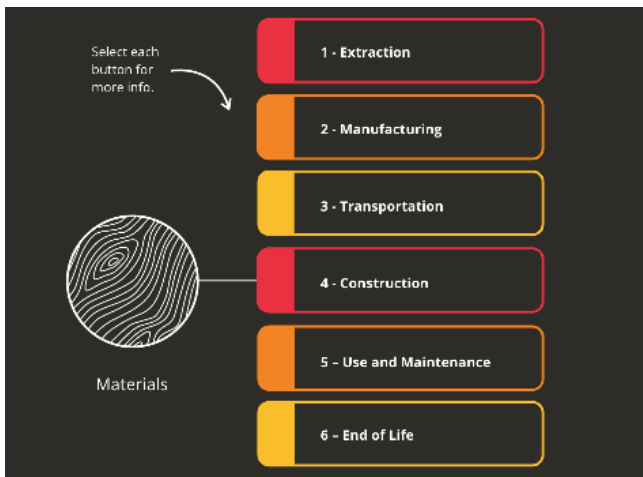 Select each
button for
more info.
1 - Extraction
2 - Manufacturing
3 - Transportation
4 - Construction
5 – Use and Maintenance
6 – End of Life
Materials